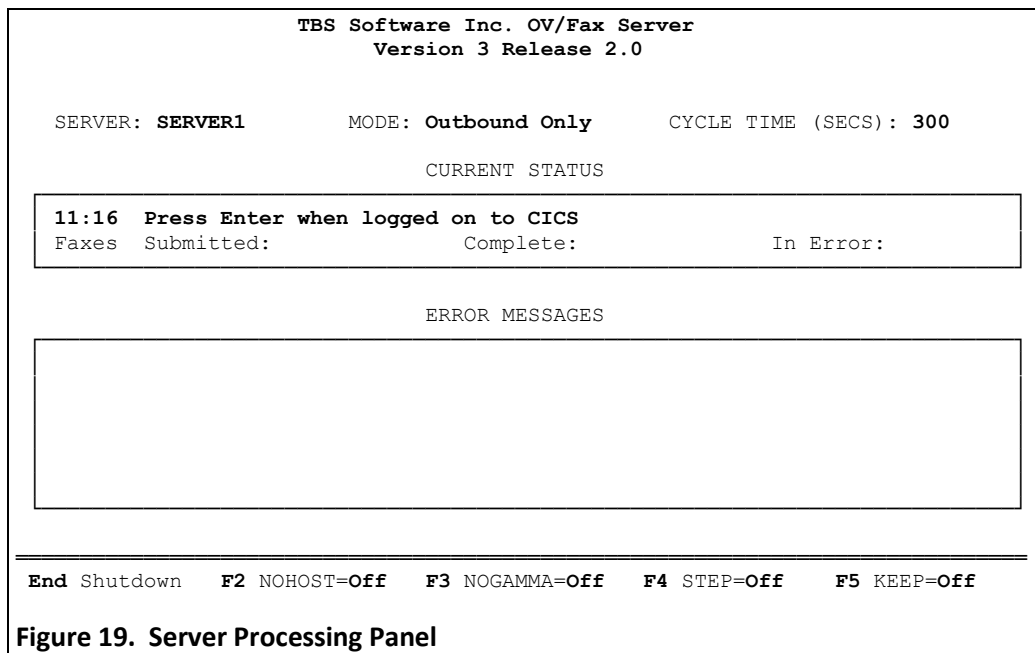 TBS Software Inc. OV/Fax Server
Version 3 Release 2.0
SERVER: SERVER1 MODE: Outbound Only CYCLE TIME (SECS): 300
CURRENT STATUS
11:16 Press Enter when logged on to CICS
Faxes Submitted: Complete: In Error:
ERROR MESSAGES
End Shutdown F2 NOHOST=Off F3 NOGAMMA=Off F4 STEP=Off F5 KEEP=Off
Figure 19. Server Processing Panel